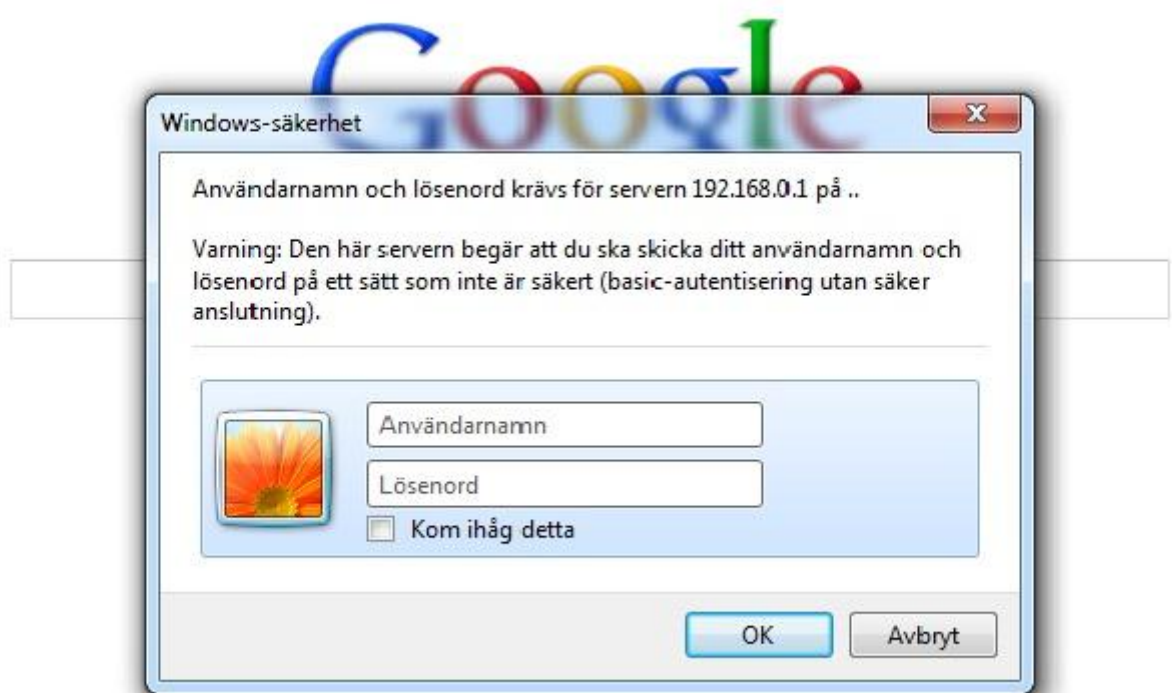 Google
Windows-säkerhet
Användarnamn och lösenord krävs för servern 192.168.0.1 på ..
Varning: Den här servern begär att du ska skicka ditt användarnamn och
lösenord på ett sätt som inte är säkert (basic-autentisering utan säker
anslutning).
Användarnamn
Lösenord
Kom ihåg detta
OK
Avbryt